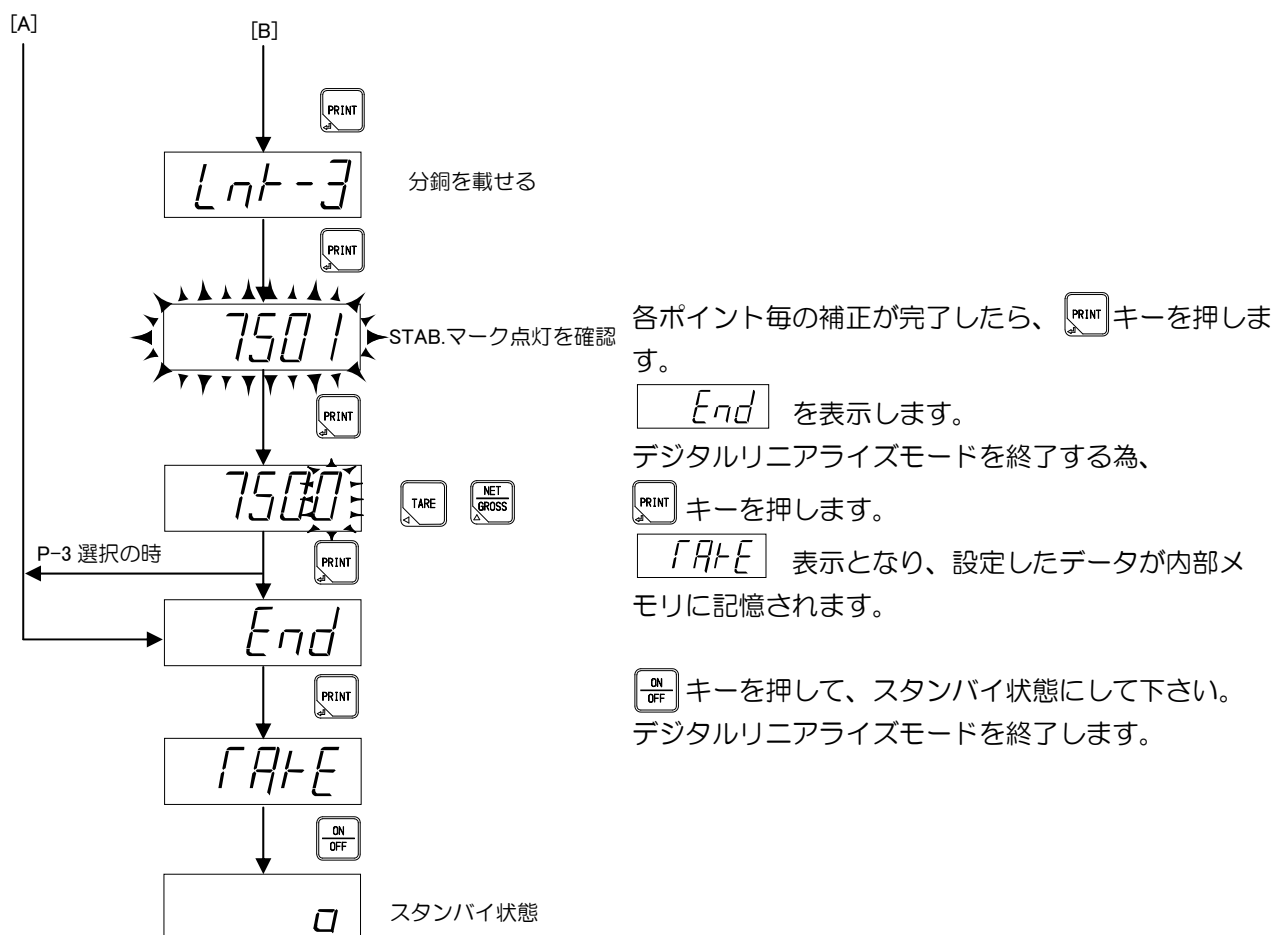 [A]
[B]
PRINT
Lnt-3
分銅を載せる
PRINT
7501
STAB.マーク点灯を確認
PRINT
7500
TARE
NET
GROSS
P-3 選択の時
PRINT
End
PRINT
ON
OFF
スタンバイ状態
各ポイント毎の補正が完了したら、 PRINT キーを押しま
す。
End を表示します。
デジタルリニアライズモードを終了する為、
PRINT キーを押します。
表示となり、設定したデータが内部メ
モリに記憶されます。
ON
OFF
キーを押して、スタンバイ状態にして下さい。
デジタルリニアライズモードを終了します。